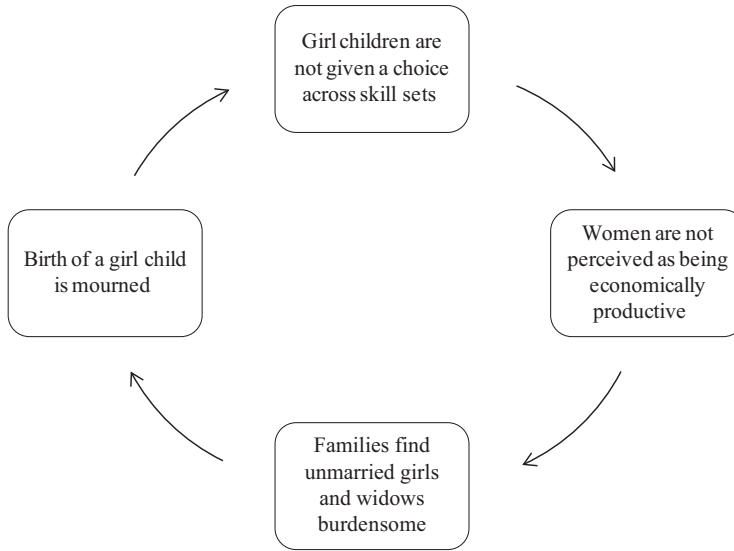 Girl children are
not given a choice
across skill sets
Women are not
perceived as being
economically
productive
Families find
unmarried girls
and widows
burdensome
Birth of a girl child
is mourned